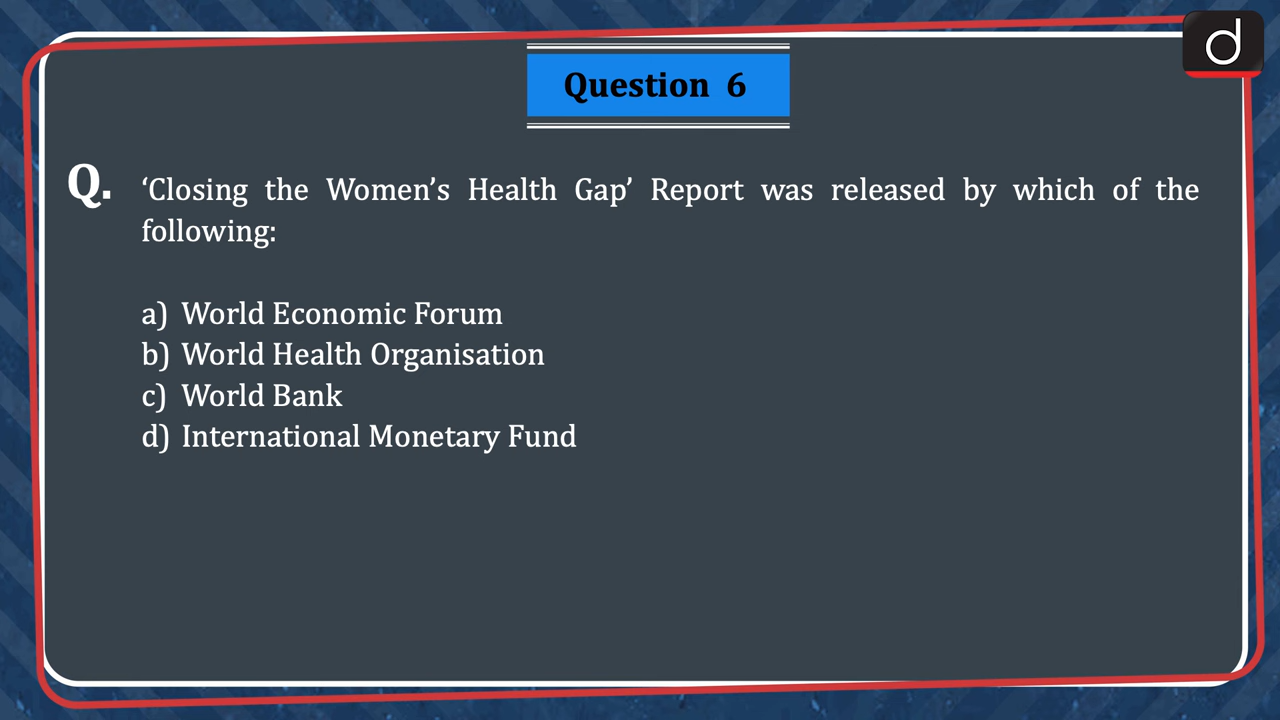 d
Question 6
Q. ‘Closing the Women’s Health Gap’ Report was released by which of the
following:
a) World Economic Forum
b) World Health Organisation
c) World Bank
d) International Monetary Fund